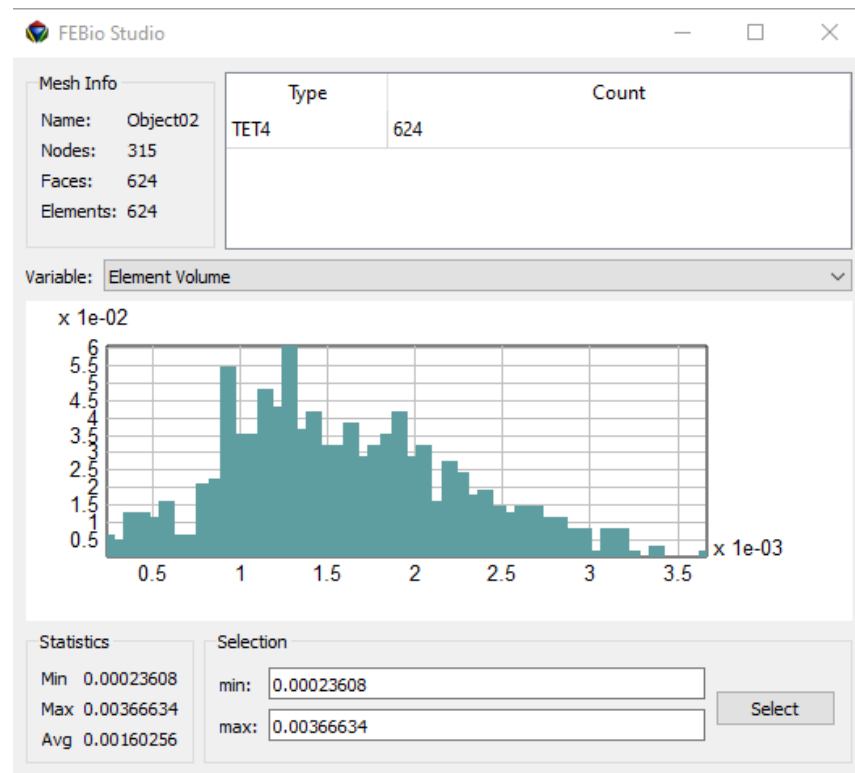 FEBio Studio
Mesh Info
Name: Object02
Nodes: 315
Faces: 624
Elements: 624
Type Count
TET4 624
Variable: Element Volume
x 1e-02
6
5.5
5
4.5
4
3.5
3
2.5
2
1.5
1
0.5
0.5 1 1.5 2 2.5 3 3.5
x 1e-03
Statistics
Min 0.00023608
Max 0.00366634
Avg 0.00160256
Selection
min: 0.00023608
max: 0.00366634
Select